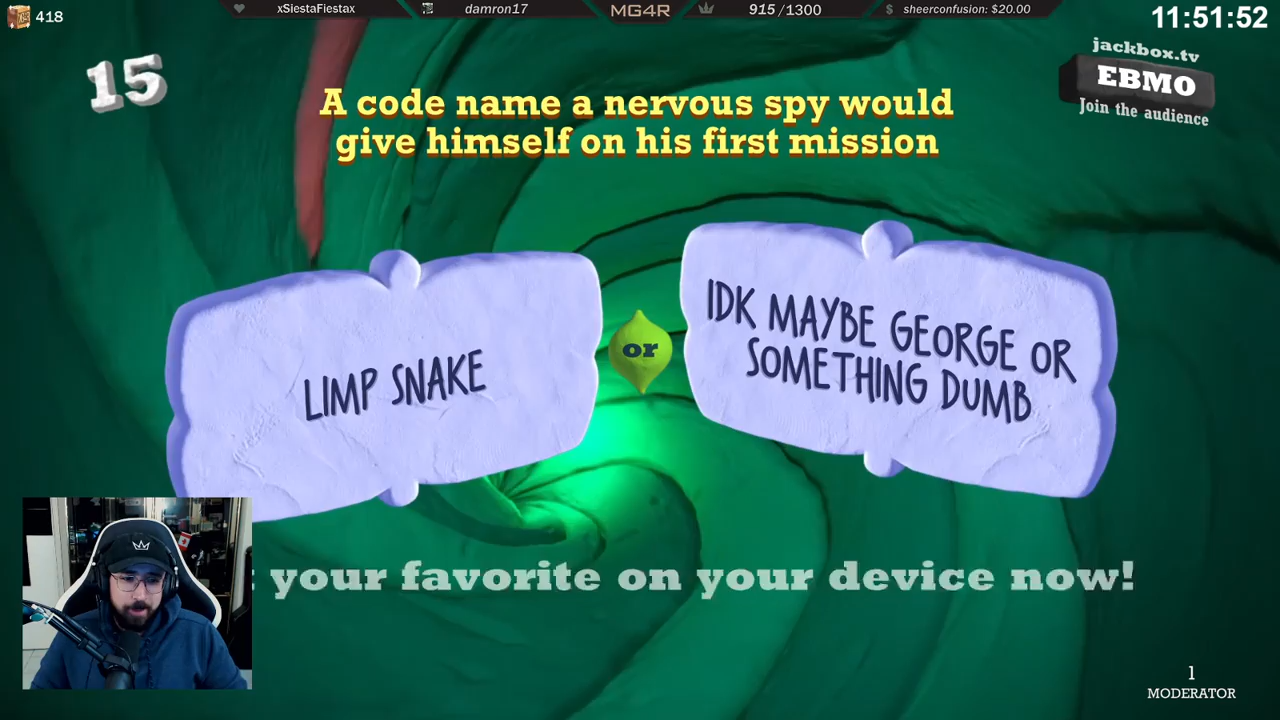 418
xSiestaFiestax
damron17
MG4R
915 /1300
$ sheerconfusion: $20.00
11:51:52
15
jackbox.tv
EBMO
Join the audience
A code name a nervous spy would
give himself on his first mission
LIMP SNAKE
or
IDK MAYBE GEORGE OR
SOMETHING DUMB
your favorite on your device now!
1
MODERATOR